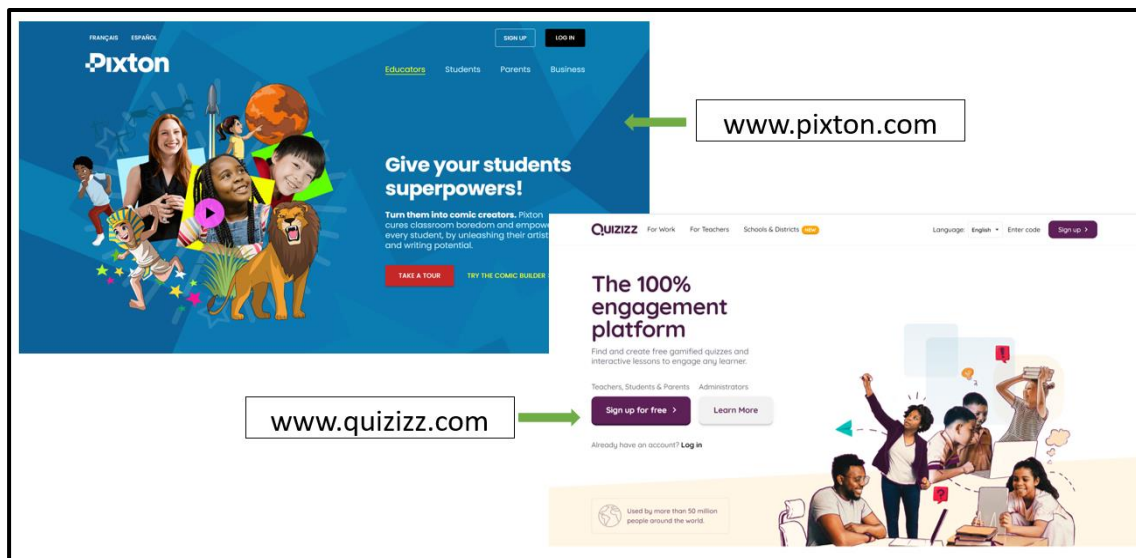 FRANÇAIS ESPAÑOL
SIGN UP LOG IN
Pixton
Educators Students Parents Business
Give your students
superpowers!
Turn them into comic creators. Pixton
cures classroom boredom and empowe
every student, by unleashing their artist
and writing potential.
TAKE A TOUR TRY THE COMIC BUILDER
www.pixton.com
QUIZIZZ For Work For Teachers Schools & Districts NEW Language: English Enter code Sign up >
The 100%
engagement
platform
Find and create free gamified quizzes and
interactive lessons to engage any learner.
Teachers, Students & Parents Administrators
Sign up for free > Learn More
Already have an account? Log in
www.quizizz.com
Used by more than 50 million
people around the world.
?